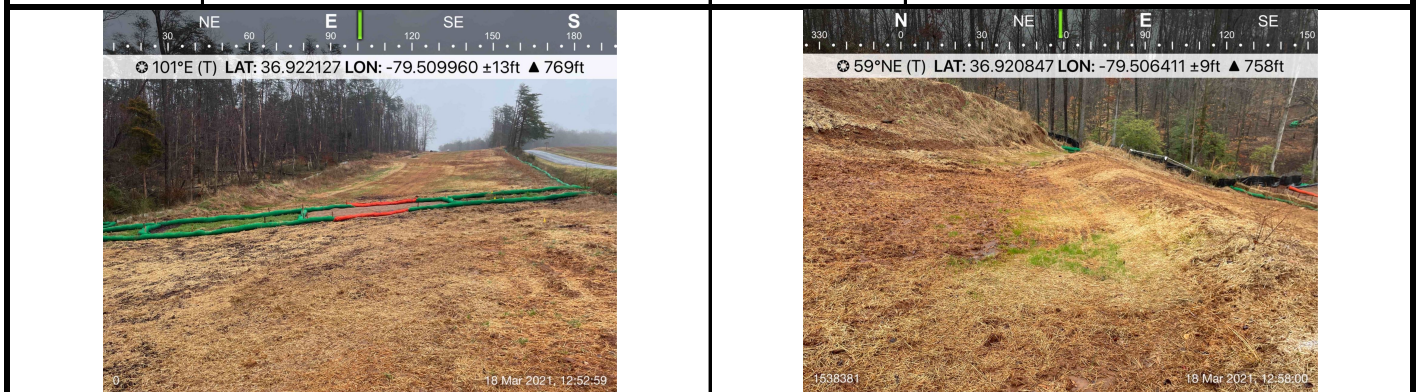 NE E SE S
30 60 90 120 150 180
101°E (T) LAT: 36.922127 LON: -79.509960 ±13ft ▲ 769ft
0 18 Mar 2021, 12:52:59
N NE E SE
330 0 30 90 120 150
59°NE (T) LAT: 36.920847 LON: -79.506411 ±9ft ▲ 758ft
1538381 18 Mar 2021, 12:58:00